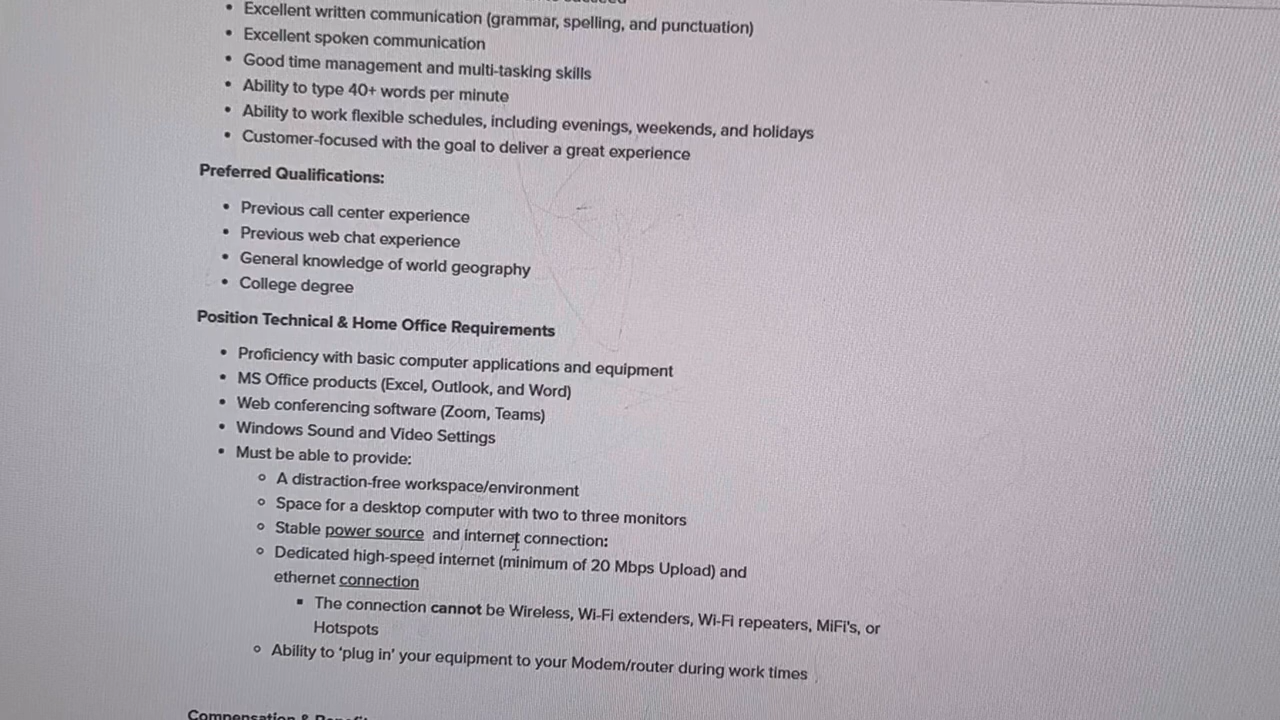 • Excellent written communication (grammar, spelling, and punctuation)
• Excellent spoken communication
• Good time management and multi-tasking skills
• Ability to type 40+ words per minute
• Ability to work flexible schedules, including evenings, weekends, and holidays
• Customer-focused with the goal to deliver a great experience
Preferred Qualifications:
• Previous call center experience
• Previous web chat experience
• General knowledge of world geography
• College degree
Position Technical & Home Office Requirements
• Proficiency with basic computer applications and equipment
• MS Office products (Excel, Outlook, and Word)
• Web conferencing software (Zoom, Teams)
• Windows Sound and Video Settings
• Must be able to provide:
○ A distraction-free workspace/environment
○ Space for a desktop computer with two to three monitors
○ Stable power source and internet connection:
○ Dedicated high-speed internet (minimum of 20 Mbps Upload) and
ethernet connection
▪ The connection cannot be Wireless, Wi-Fi extenders, Wi-Fi repeaters, MiFi's, or
Hotspots
○ Ability to ‘plug in’ your equipment to your Modem/router during work times
Compensation &